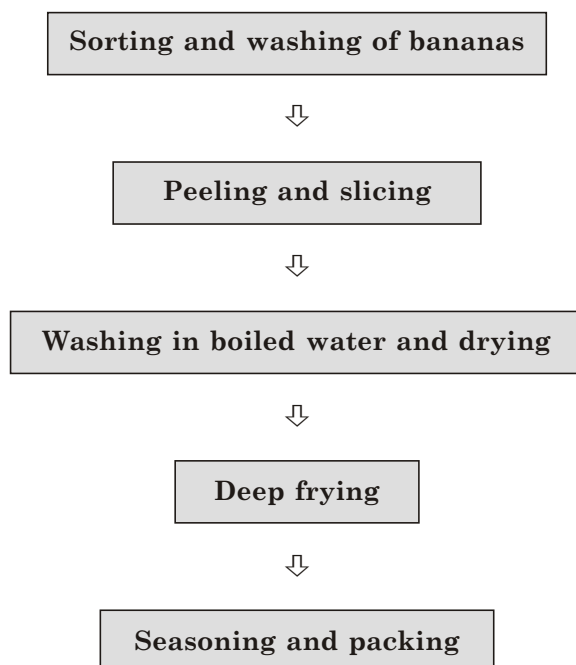 Sorting and washing of bananas
Peeling and slicing
Washing in boiled water and drying
Deep frying
Seasoning and packing